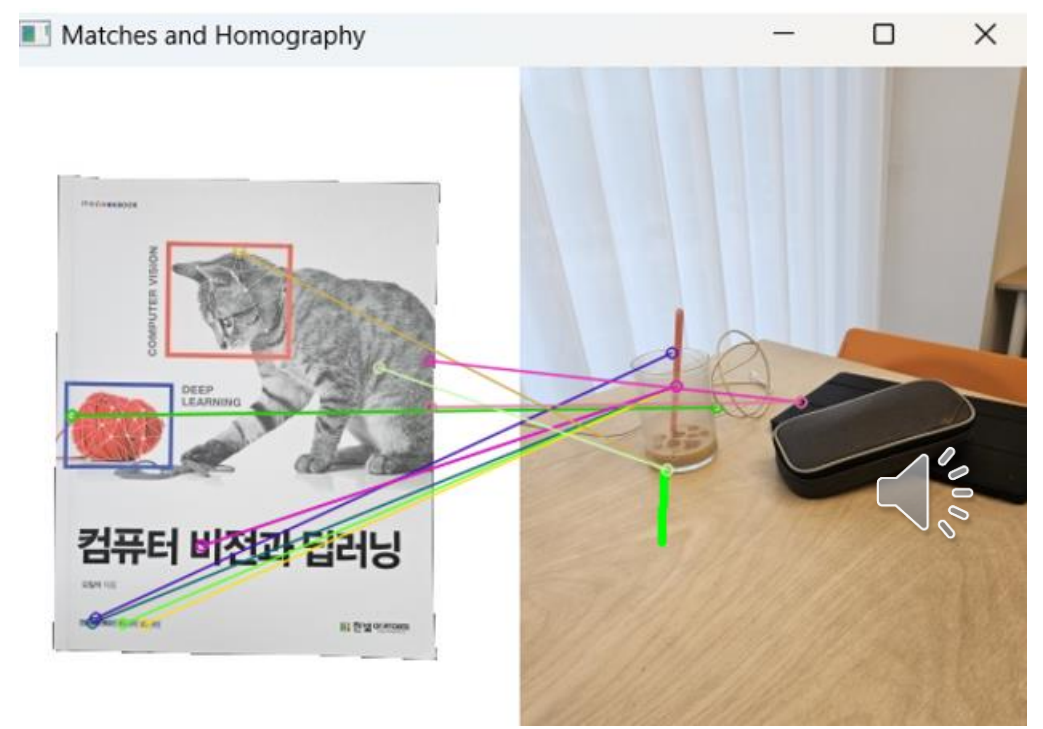 Matches and Homography
COMPUTER VISION
DEEP
LEARNING
컴퓨터 비전과 딥러닝